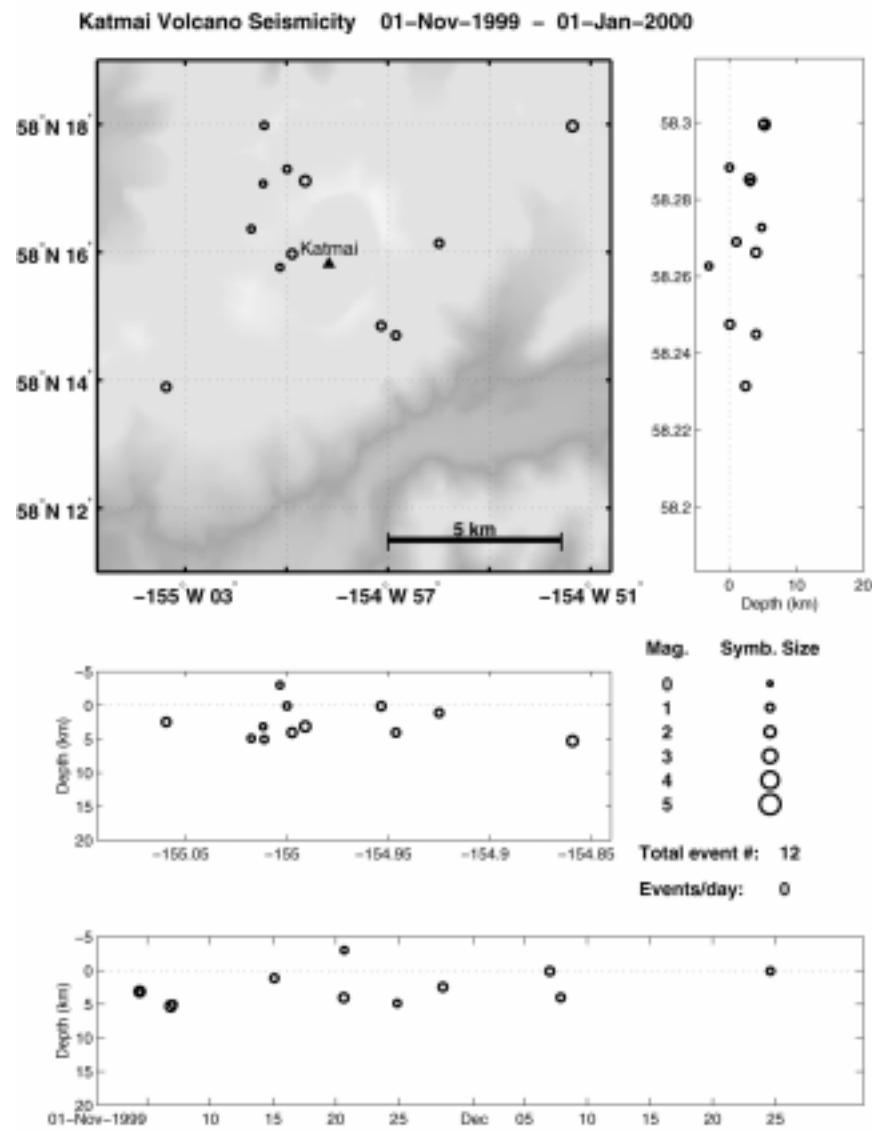 Katmai Volcano Seismicity 01-Nov-1999 - 01-Jan-2000
58°N 18'
58°N 16'
58°N 14'
58°N 12'
Katmai
5 km
-155°W 03'
-154°W 57'
-154°W 51'
58.3
58.28
58.26
58.24
58.22
58.2
0 10 20
Depth (km)
-5
0
5
10
15
20
Depth (km)
-155.05 -155 -154.95 -154.9 -154.85
Mag. Symb. Size
0
1
2
3
4
5
Total event #: 12
Events/day: 0
-5
0
5
10
15
20
Depth (km)
01-Nov-1999 10 15 20 25 Dec 05 10 15 20 25